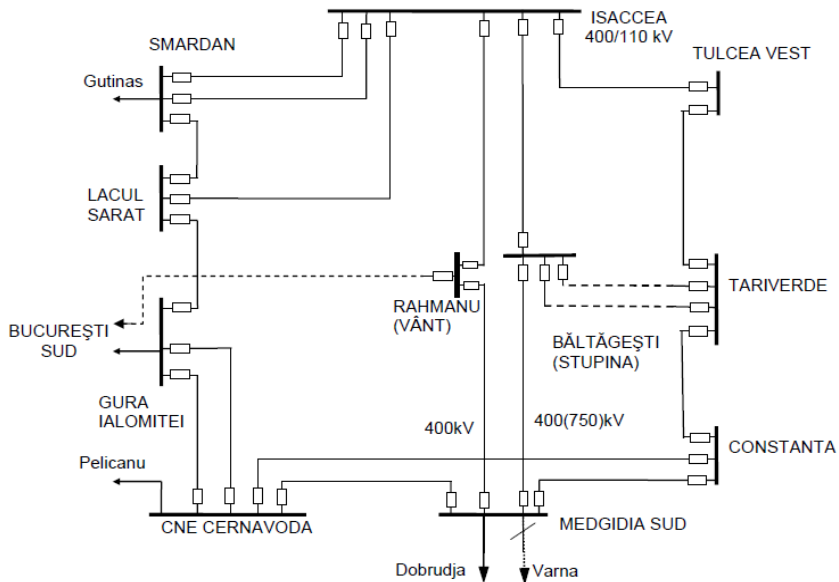 ISACCEA
400/110 kV
SMARDAN
TULCEA VEST
Gutinas
LACUL
SARAT
RAHMANU
(VÂNT)
TARIVERDE
BUCUREŞTI
SUD
BĂLTĂGEŞTI
(STUPINA)
GURA
IALOMITEI
400kV
400(750)kV
CONSTANTA
Pelicanu
CNE CERNAVODA
MEDGIDIA SUD
Dobrudja
Varna